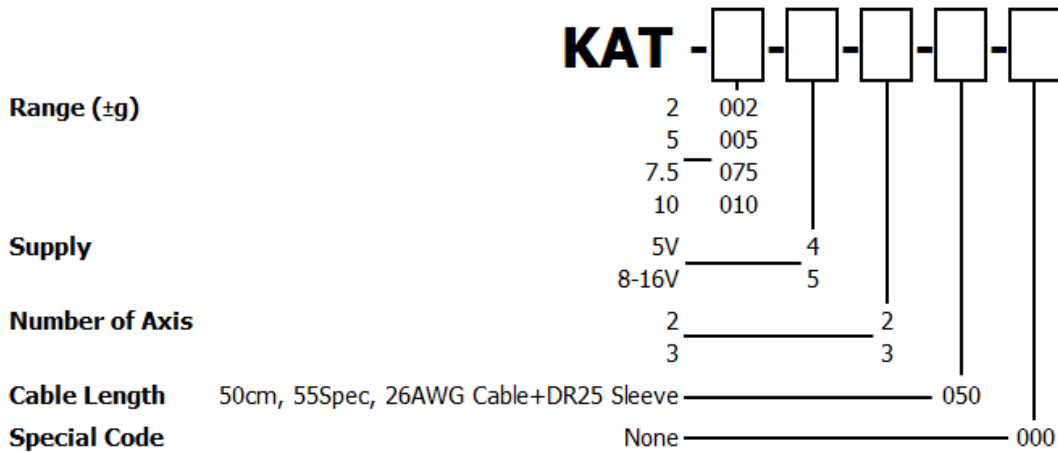 KAT - - - - -
Range (±g) 2 002
5 005
7.5 075
10 010
Supply 5V 4
8-16V 5
Number of Axis 2 2
3 3
Cable Length 50cm, 55Spec, 26AWG Cable+DR25 Sleeve 050
Special Code None 000